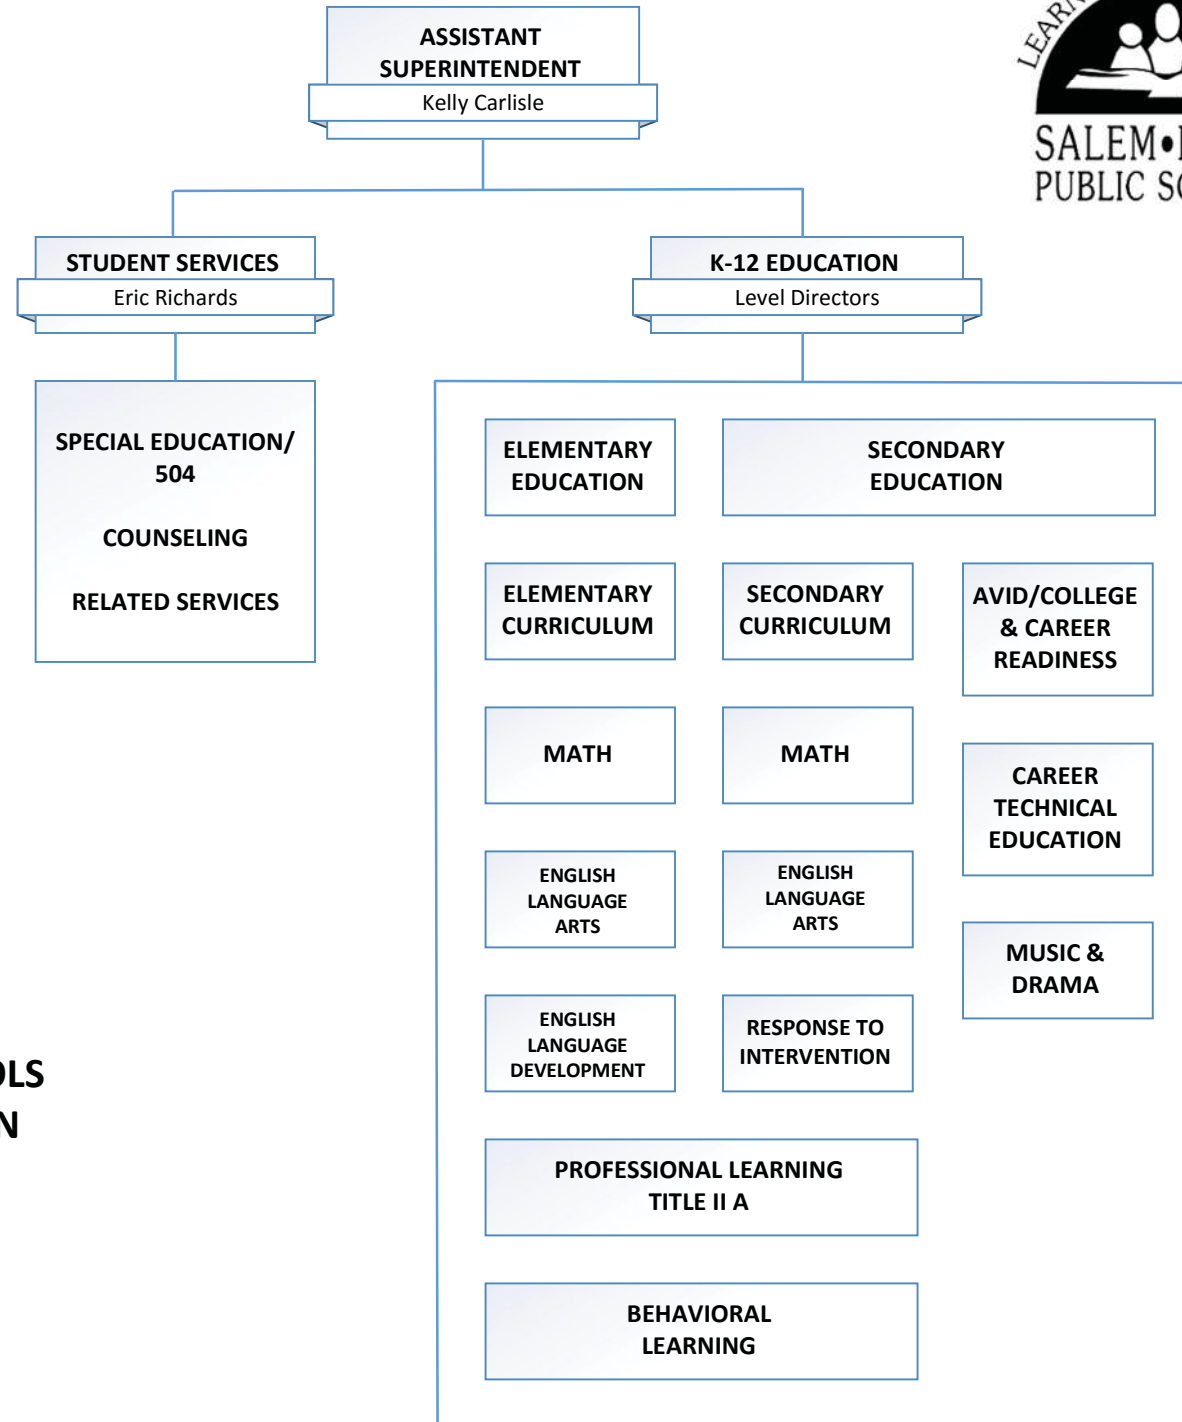 ASSISTANT
SUPERINTENDENT
Kelly Carlisle
SALEM
PUBLIC
STUDENT SERVICES
Eric Richards
K-12 EDUCATION
Level Directors
SPECIAL EDUCATION/
504
COUNSELING
RELATED SERVICES
ELEMENTARY
EDUCATION
SECONDARY
EDUCATION
ELEMENTARY
CURRICULUM
SECONDARY
CURRICULUM
AVID/COLLEGE
& CAREER
READINESS
MATH
MATH
CAREER
TECHNICAL
EDUCATION
ENGLISH
LANGUAGE
ARTS
ENGLISH
LANGUAGE
ARTS
MUSIC &
DRAMA
ENGLISH
LANGUAGE
DEVELOPMENT
RESPONSE TO
INTERVENTION
PROFESSIONAL LEARNING
TITLE II A
BEHAVIORAL
LEARNING